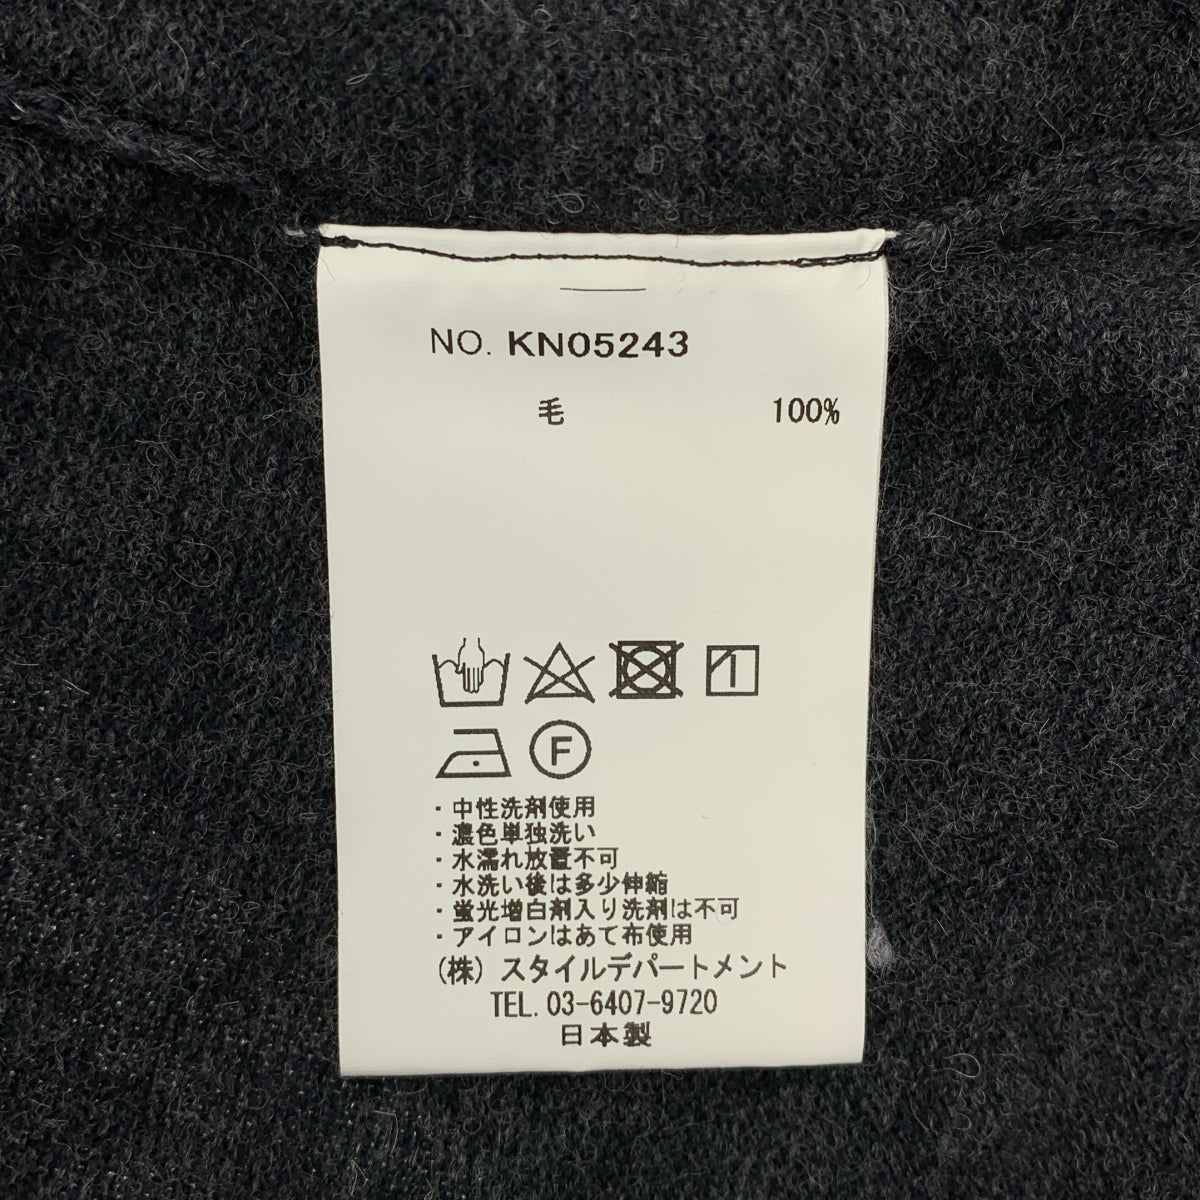 NO. KN05243
毛 100%
F
・中性洗剤使用
・濃色単独洗い
・水濡れ放置不可
・水洗い後は多少伸縮
・蛍光増白剤入り洗剤は不可
・アイロンはあて布使用
(株) スタイルデパートメント
TEL. 03-6407-9720
日本製